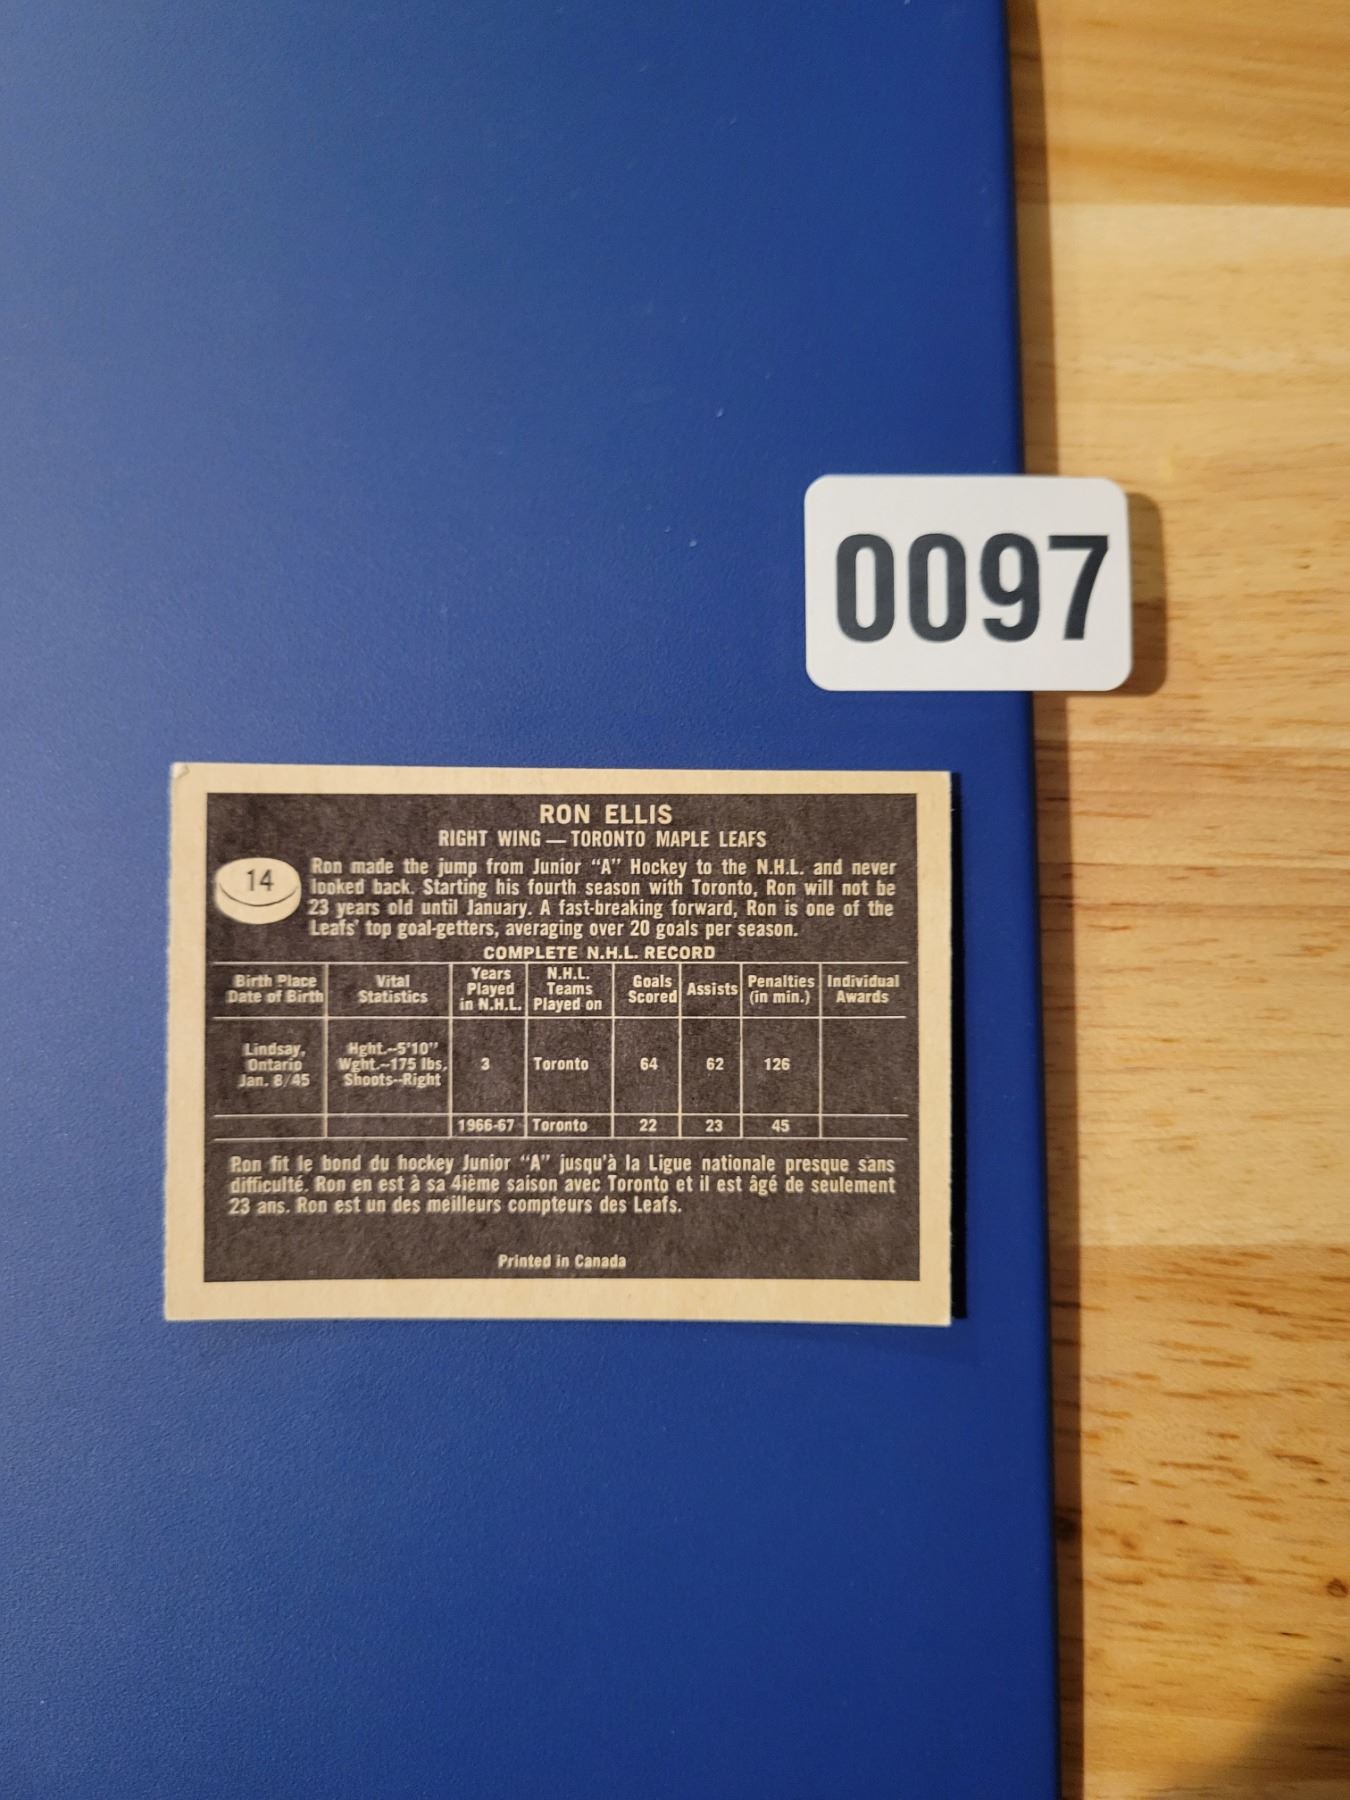 0097
RON ELLIS
RIGHT WING — TORONTO MAPLE LEAFS
14
Ron made the jump from Junior "A" Hockey to the N.H.L. and never
looked back. Starting his fourth season with Toronto, Ron will not be
23 years old until January. A fast-breaking forward, Ron is one of the
Leafs' top goal-getters, averaging over 20 goals per season.
COMPLETE N.H.L. RECORD
Birth Place Date of Birth | Vital Statistics | Years Played in N.H.L. | N.H.L. Teams Played on | Goals Scored | Assists | Penalties (in min.) | Individual Awards
Lindsay, Ontario Jan. 8/45 | Hght.--5'10" Wght.--175 lbs. Shoots--Right | 3 | Toronto | 64 | 62 | 126
1966-67 | Toronto | 22 | 23 | 45
Ron fit le bond du hockey Junior "A" jusqu'à la Ligue nationale presque sans
difficulté. Ron en est à sa 4ième saison avec Toronto et il est âgé de seulement
23 ans. Ron est un des meilleurs compteurs des Leafs.
Printed in Canada